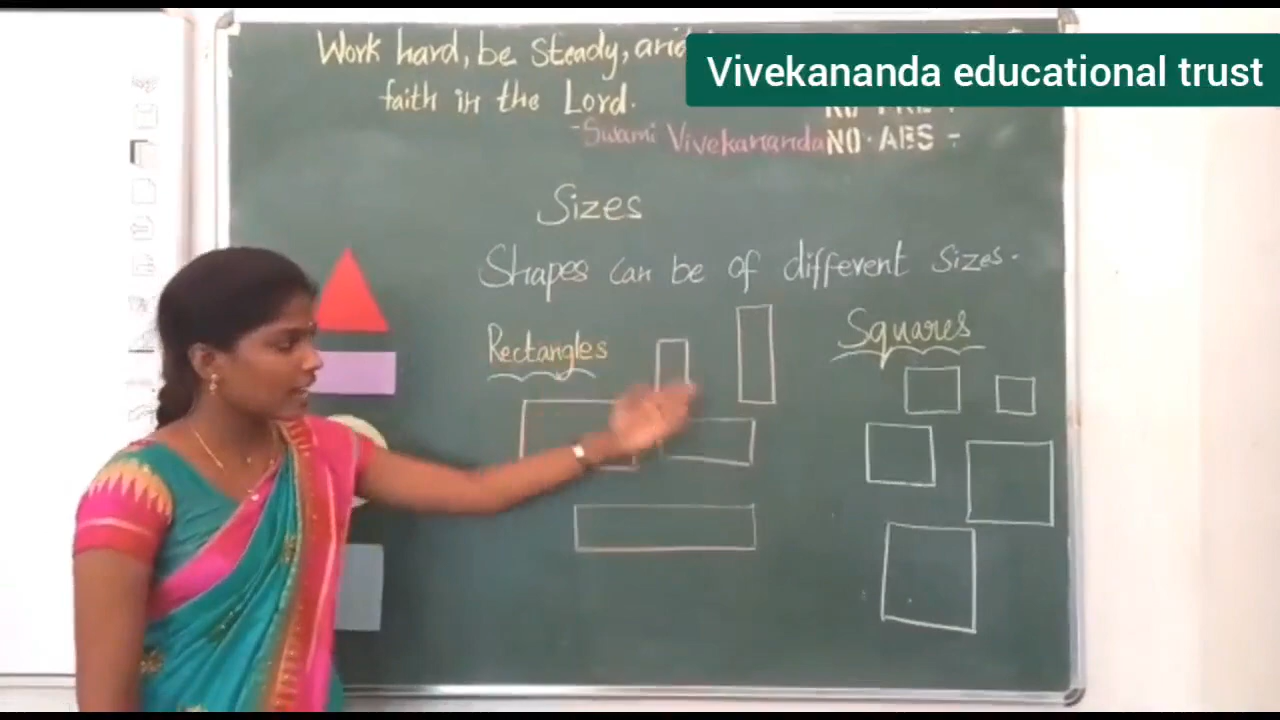 Work hard, be steady, and
faith in the Lord.
-Swami Vivekananda
Vivekananda educational trust
NO. ABS -
Sizes
Shapes can be of different sizes.
Rectangles
Squares